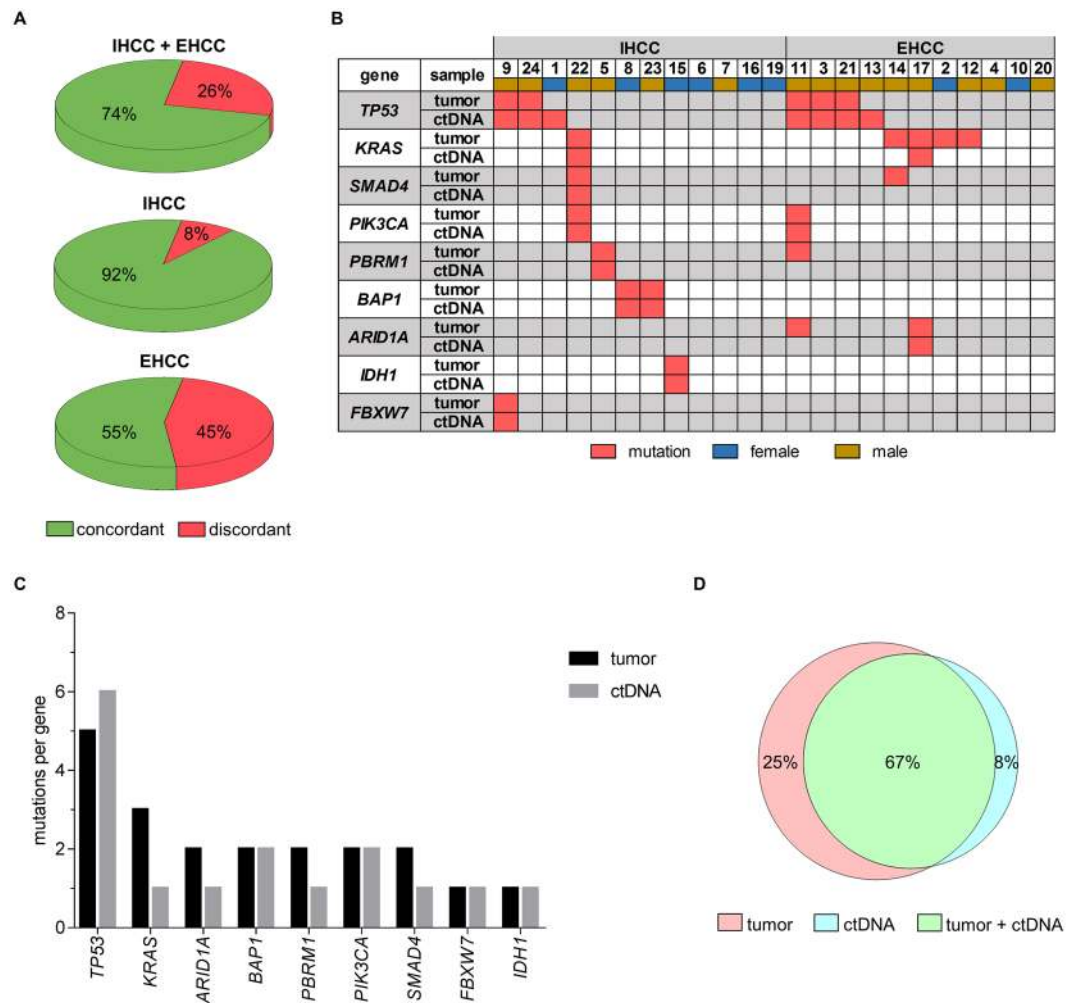 A
IHCC + EHCC
26%
74%
IHCC
8%
92%
EHCC
55%
45%
concordant discordant
B
IHCC EHCC
gene sample 9 24 1 22 5 8 23 15 6 7 16 19 11 3 21 13 14 17 2 12 4 10 20
TP53 tumor
ctDNA
KRAS tumor
ctDNA
SMAD4 tumor
ctDNA
PIK3CA tumor
ctDNA
PBRM1 tumor
ctDNA
BAP1 tumor
ctDNA
ARID1A tumor
ctDNA
IDH1 tumor
ctDNA
FBXW7 tumor
ctDNA
mutation female male
C
mutations per gene
8
6
4
2
0
TP53 KRAS ARID1A BAP1 PBRM1 PIK3CA SMAD4 FBXW7 IDH1
tumor
ctDNA
D
25% 67% 8%
tumor ctDNA tumor + ctDNA